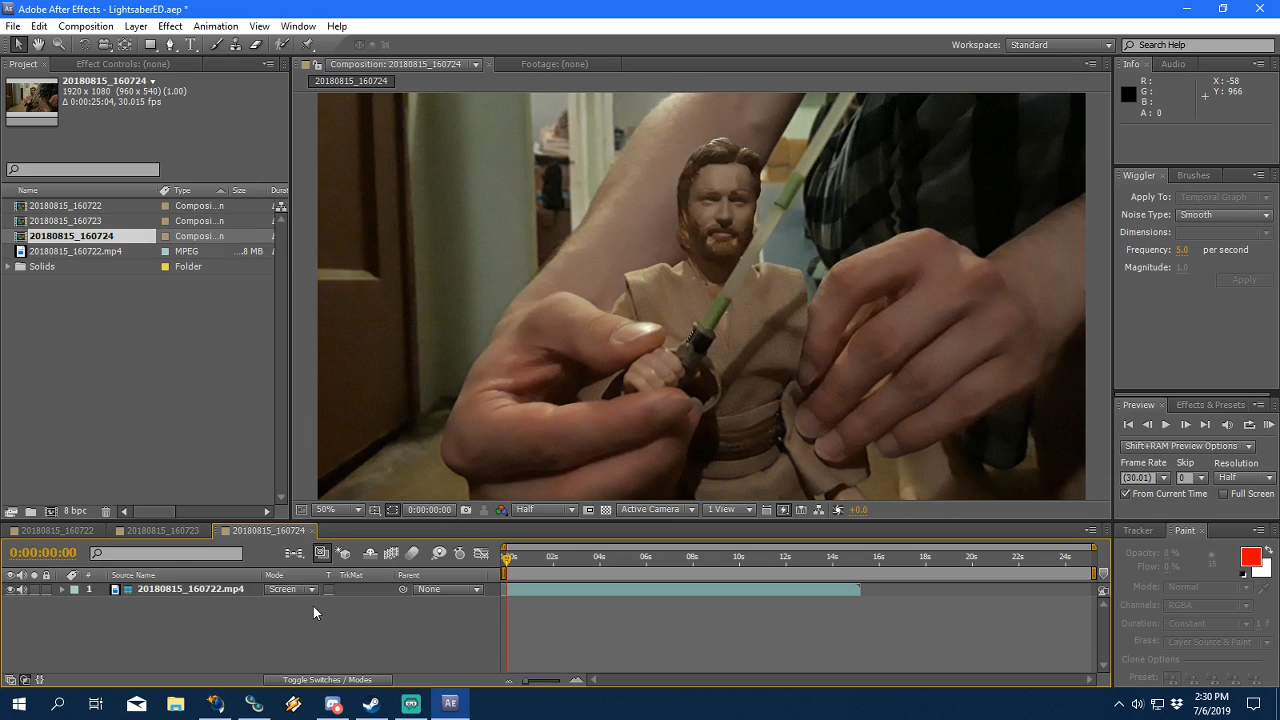 Adobe After Effects - LightsaberED.aep *
File Edit Composition Layer Effect Animation View Window Help
Workspace: Standard Search Help
Project Effect Controls: (none) Composition: 20180815_160724 Footage: (none) Info Audio
20180815_160724
1920 x 1080 (960 x 540) (1.00)
Δ 0:00:25:04, 30.015 fps
20180815_160724
R :
G :
B :
A : 0
X : -58
Y : 966
Name Type Size Durat
20180815_160722 Composi...n
20180815_160723 Composi...n
20180815_160724 Composi...n
20180815_160722.mp4 MPEG ....8 MB
Solids Folder
Wiggler Brushes
Apply To: Temporal Graph
Noise Type: Smooth
Dimensions:
Frequency: 5.0 per second
Magnitude: 1.0
Apply
Preview Effects & Presets
Shift+RAM Preview Options
Frame Rate Skip Resolution
(30.01) 0 Half
From Current Time Full Screen
8 bpc
50% 0:00:00:00 Half Active Camera 1 View +0.0
20180815_160722 20180815_160723 20180815_160724
0:00:00:00
02s 04s 06s 08s 10s 12s 14s 16s 18s 20s 22s 24s
# Source Name Mode T TrkMat Parent
1 20180815_160722.mp4 Screen None
Toggle Switches / Modes
Tracker Paint
Opacity: 0 %
Flow: 0 %
15
Mode: Normal
Channels: RGBA
Duration: Constant 1 f
Erase: Layer Source & Paint
Clone Options
Preset:
Ae
2:30 PM
7/6/2019